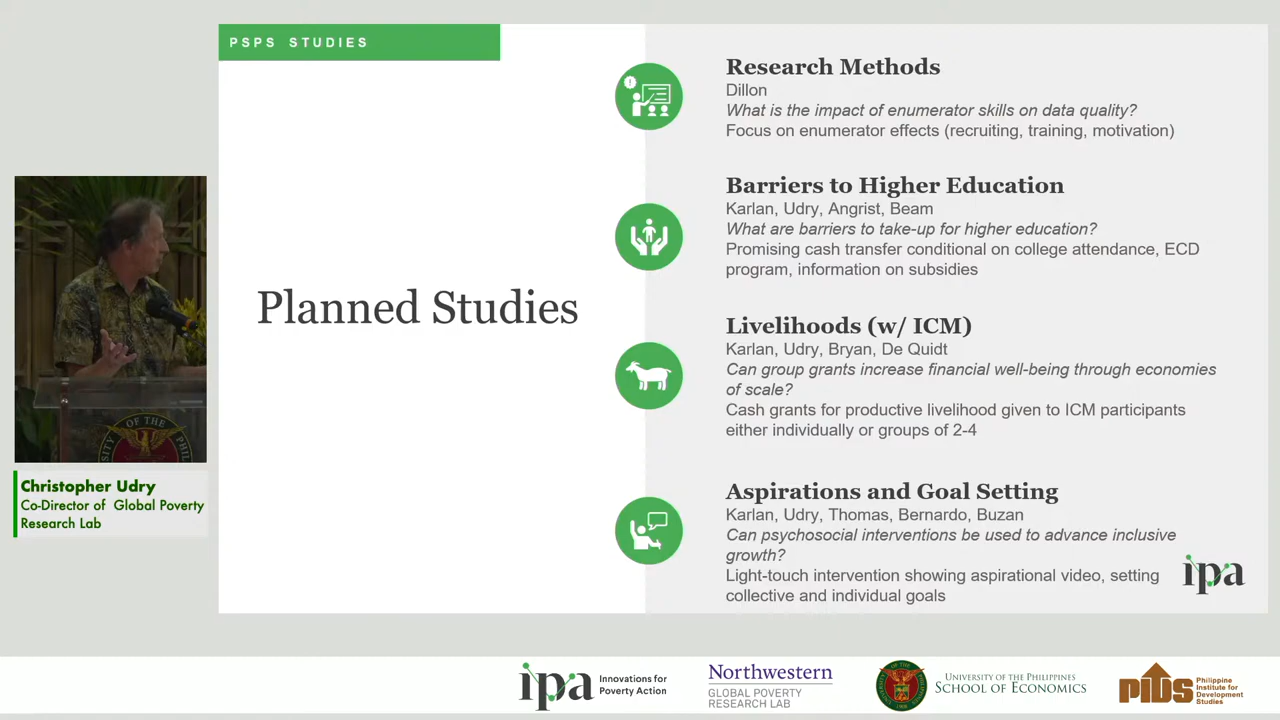 PSPS STUDIES
Planned Studies
Research Methods
Dillon
What is the impact of enumerator skills on data quality?
Focus on enumerator effects (recruiting, training, motivation)
Barriers to Higher Education
Karlan, Udry, Angrist, Beam
What are barriers to take-up for higher education?
Promising cash transfer conditional on college attendance, ECD
program, information on subsidies
Livelihoods (w/ ICM)
Karlan, Udry, Bryan, De Quidt
Can group grants increase financial well-being through economies
of scale?
Cash grants for productive livelihood given to ICM participants
either individually or groups of 2-4
Aspirations and Goal Setting
Karlan, Udry, Thomas, Bernardo, Buzan
Can psychosocial interventions be used to advance inclusive
growth?
Light-touch intervention showing aspirational video, setting
collective and individual goals
ipa
Christopher Udry
Co-Director of Global Poverty
Research Lab
ipa
Innovations for
Poverty Action
Northwestern
GLOBAL POVERTY
RESEARCH LAB
UNIVERSITY OF THE PHILIPPINES
SCHOOL OF ECONOMICS
PIDS
Philippine
Institute for
Development
Studies